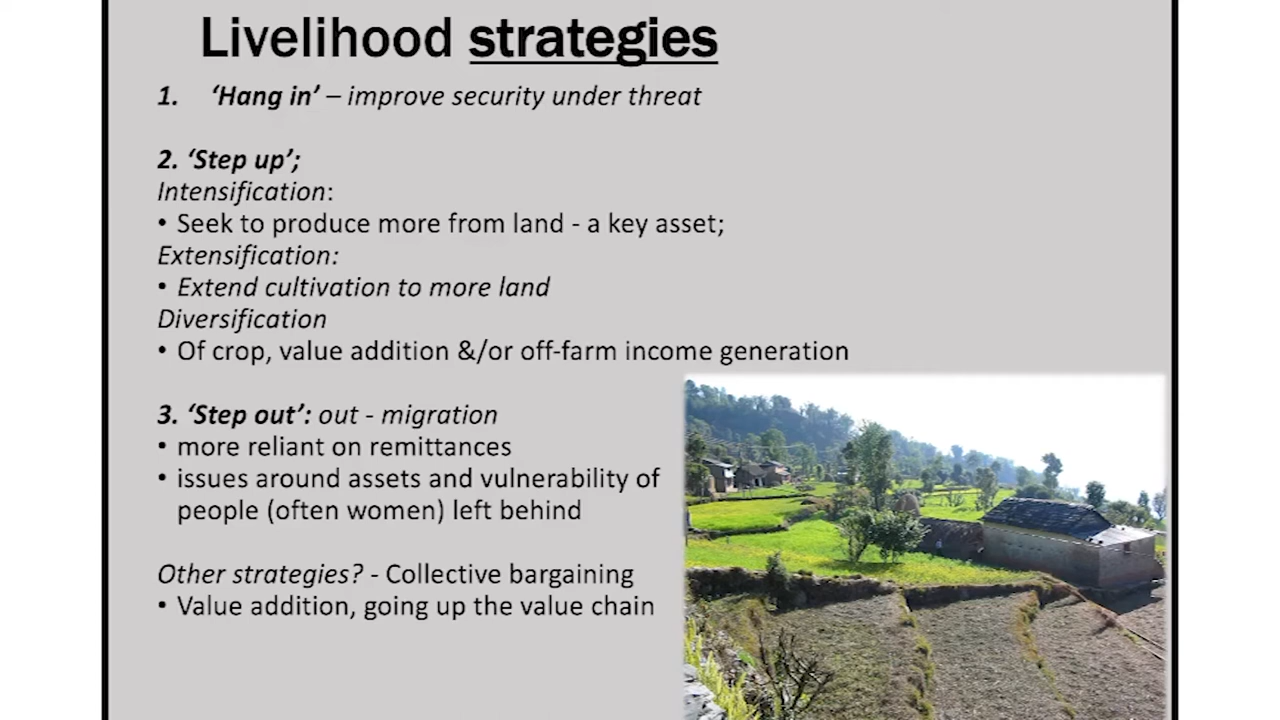 Livelihood strategies
1. ‘Hang in’ – improve security under threat
2. ‘Step up’;
Intensification:
• Seek to produce more from land - a key asset;
Extensification:
• Extend cultivation to more land
Diversification
• Of crop, value addition &/or off-farm income generation
3. ‘Step out’: out - migration
• more reliant on remittances
• issues around assets and vulnerability of
people (often women) left behind
Other strategies? - Collective bargaining
• Value addition, going up the value chain